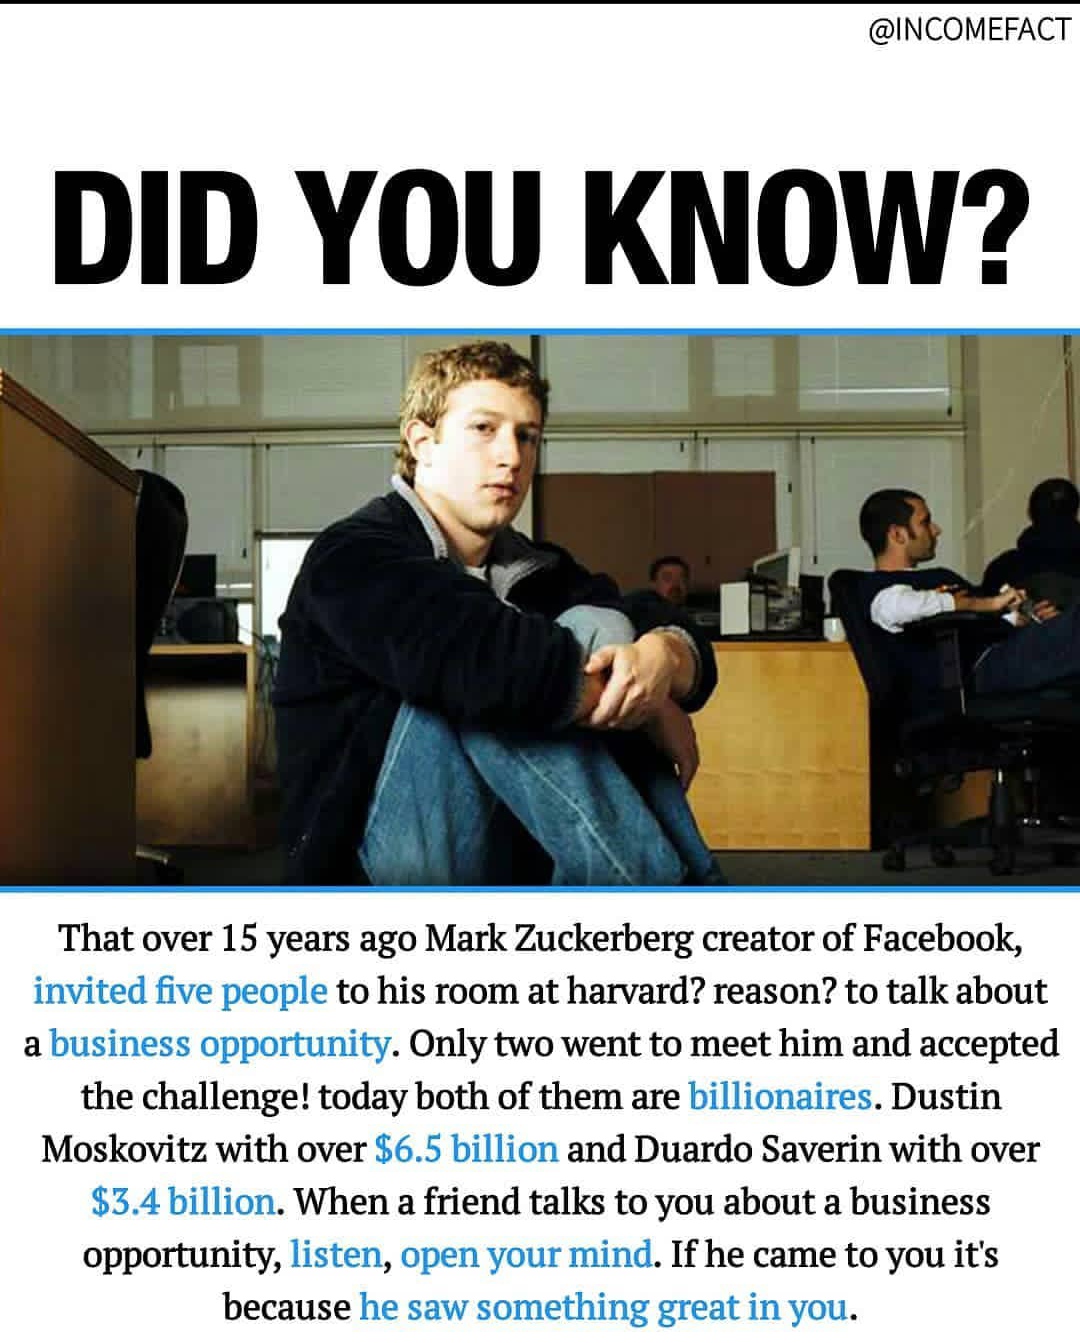 @INCOMEFACT
DID YOU KNOW?
That over 15 years ago Mark Zuckerberg creator of Facebook,
invited five people to his room at harvard? reason? to talk about
a business opportunity. Only two went to meet him and accepted
the challenge! today both of them are billionaires. Dustin
Moskovitz with over $6.5 billion and Duardo Saverin with over
$3.4 billion. When a friend talks to you about a business
opportunity, listen, open your mind. If he came to you it's
because he saw something great in you.